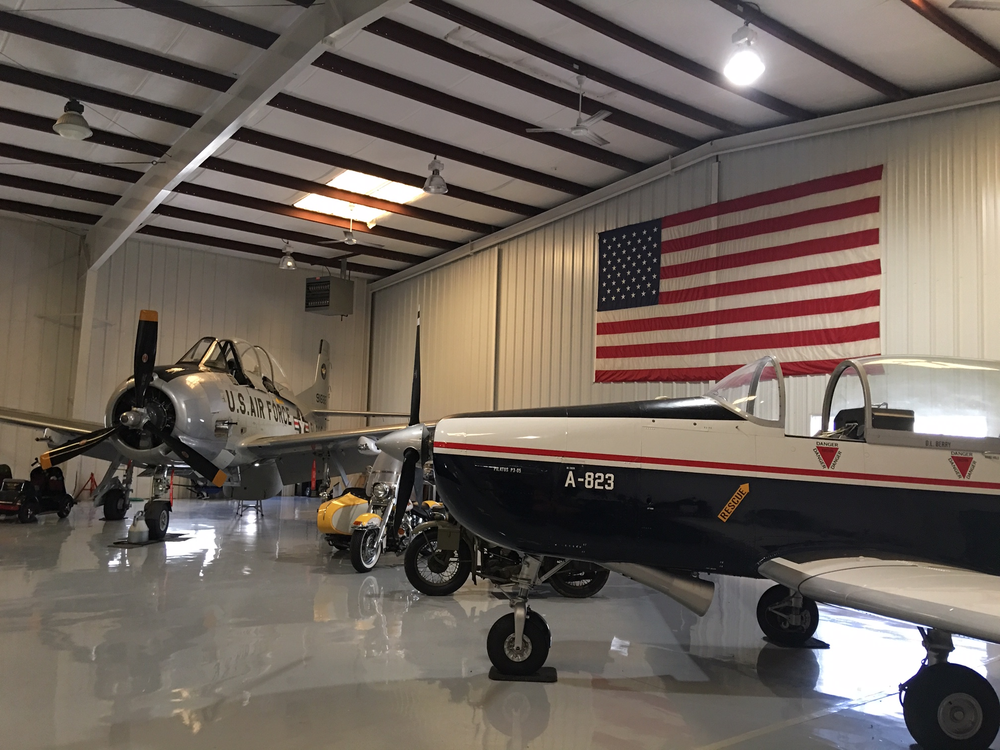 U.S. AIR FORCE
PILATUS P3-05
A-823
RESCUE
DANGER
DANGER
DANGER
D.L. BERRY
DANGER
DANGER
DANGER